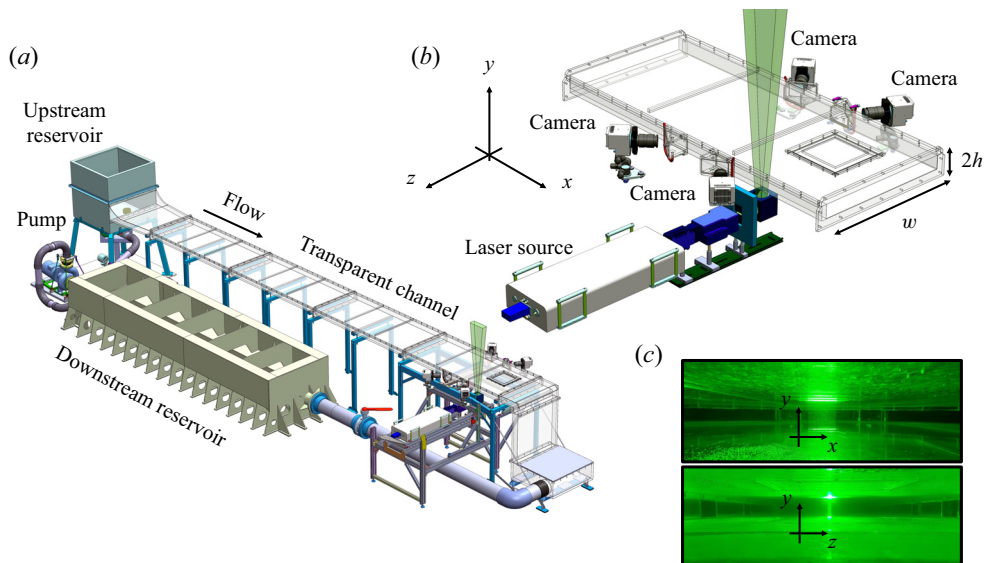 (a)
Upstream
reservoir
Pump
Flow
Transparent channel
Downstream reservoir
(b)
y
z
x
Camera
Camera
Camera
Camera
Laser source
2h
w
(c)
y
x
y
z